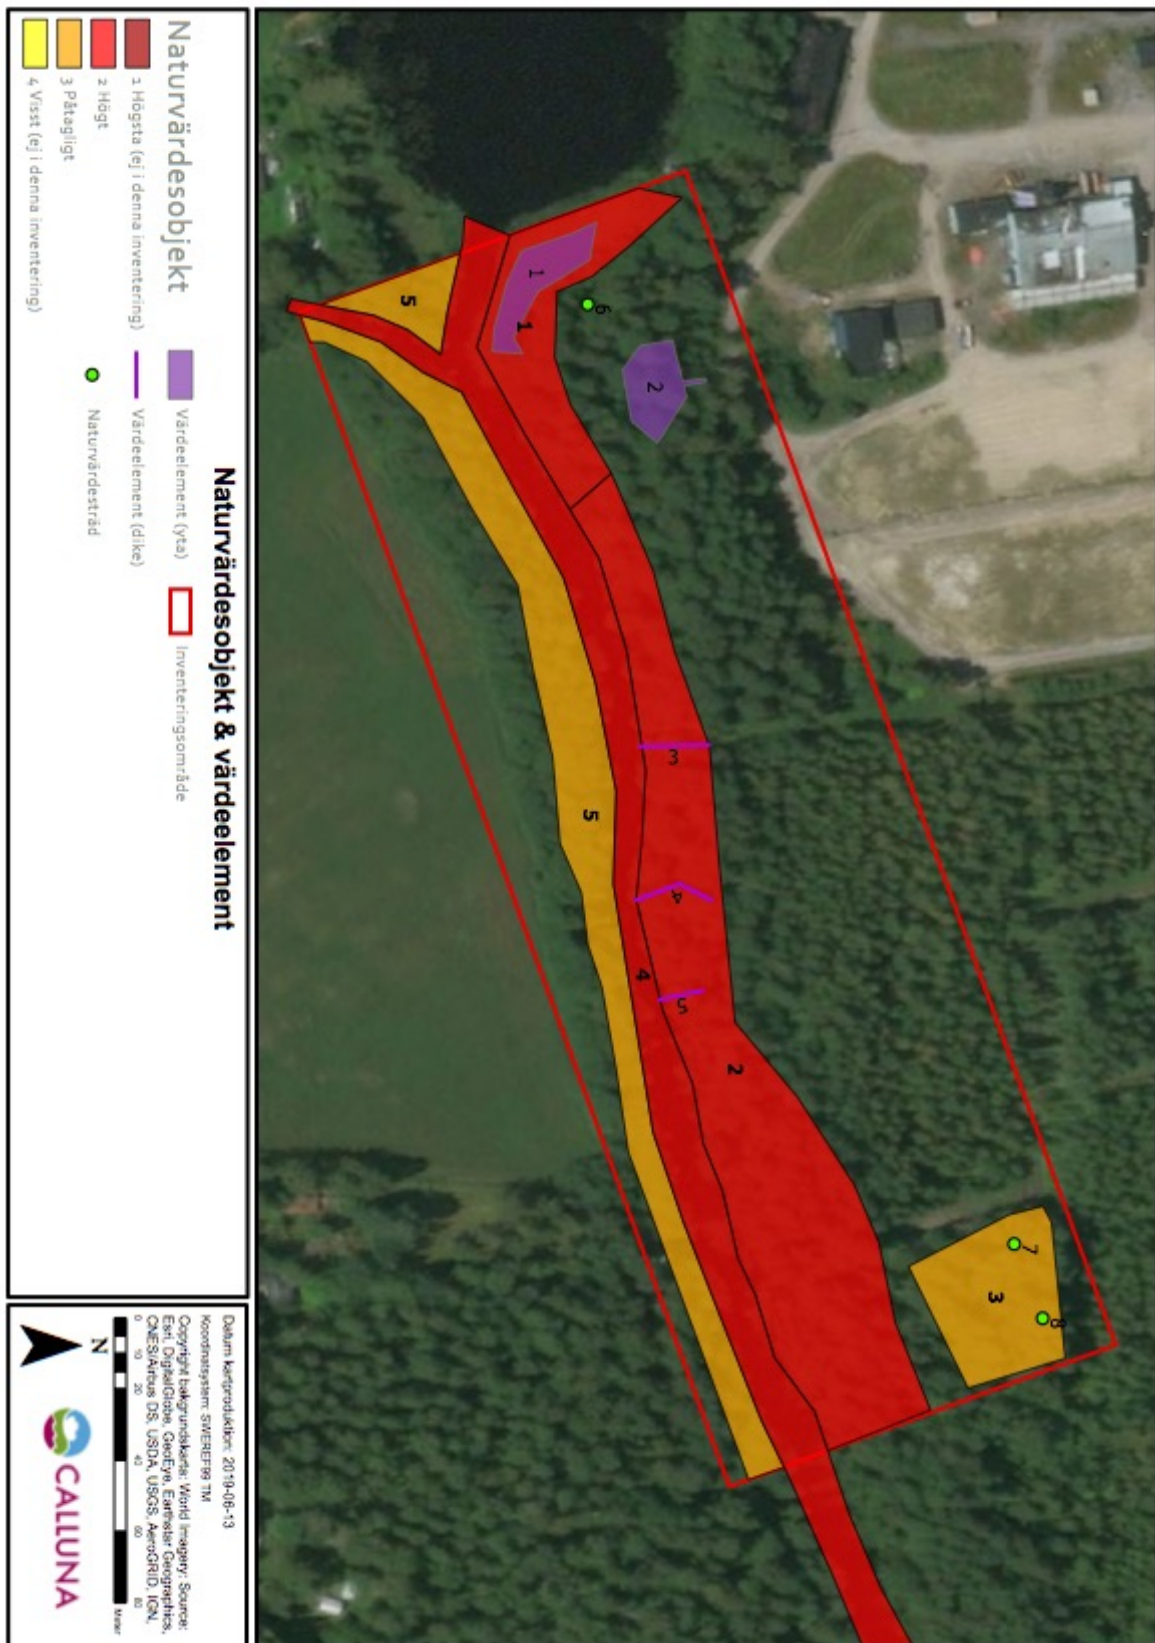 Naturvärdesobjekt & värdeelement
Naturvärdesobjekt
1 Högsta (ej i denna inventering)
2 Högt
3 Påtagligt
4 Visst (ej i denna inventering)
Värdeelement (yta)
Värdeelement (dike)
Naturvärdesträd
Inventeringsområde
1
1
2
6
5
3
5
4
4
5
2
7
3
8
Datum kartproduktion: 2019-06-13
Koordinatsystem: SWEREF99 TM
Copyright bakgrundskarta: World Imagery: Source:
Esri, DigitalGlobe, GeoEye, Earthstar Geographics,
CNES/Airbus DS, USDA, USGS, AeroGRID, IGN,
0 10 20 40 60 80
Meter
N
CALLUNA